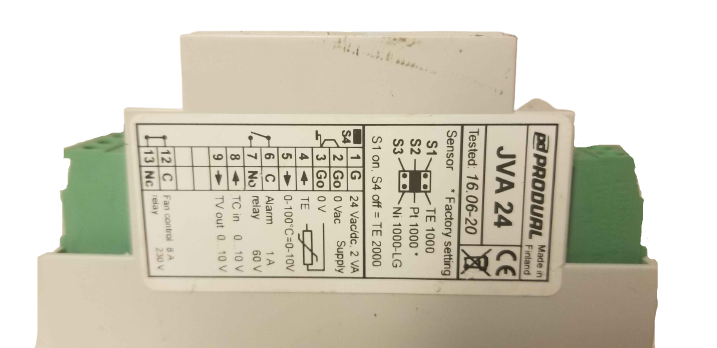 PRODUAL
Made in
Finland
JVA 24
CE
Tested: 16.06-20
Sensor * Factory setting
S1 TE 1000
S2 Pt 1000 *
S3 Ni 1000-LG
S1 on, S4 off = TE 2000
S4
1 G 24 Vac/dc, 2 VA
2 Go 0 Vac Supply
3 Go 0 V
4 TE
5 0-100°C=0-10V
6 C Alarm 1 A
7 No relay 60 V
8 TC in 0...10 V
9 TV out 0...10 V
12 C Fan control 8 A
13 Nc relay 230 V